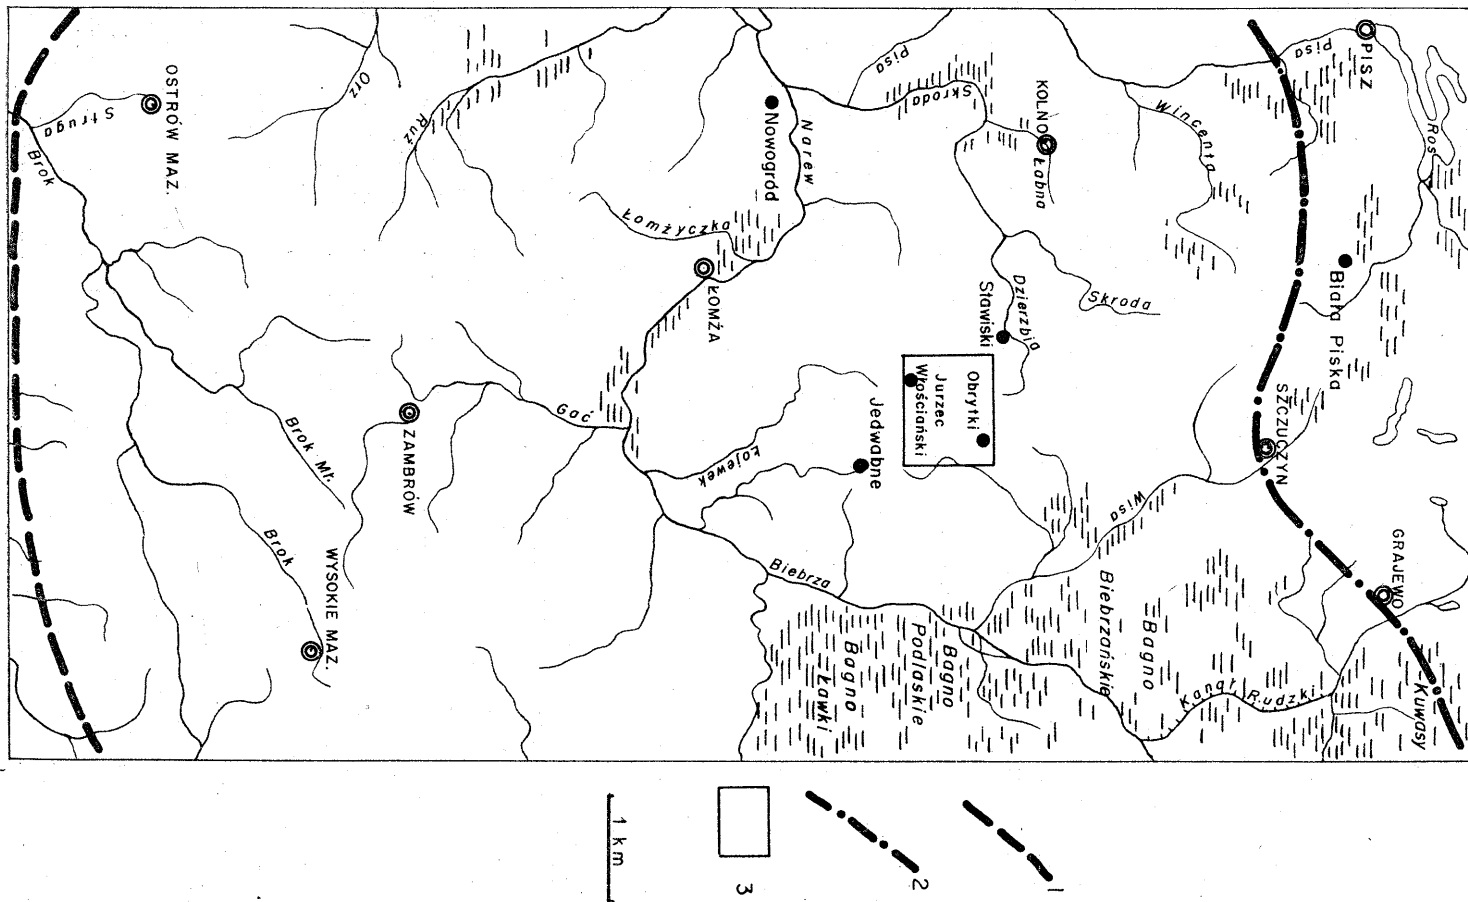 PISZ
Pisa
Roś
Wincenta
Biała Piska
KOLNO
Łabna
Skroda
Pisa
Skroda
Dzierzbia
Stawiski
SZCZUCZYN
GRAJEWO
Kuwasy
Kanał Rudzki
Wisa
Bagno
Biebrzańskie
Obrytki
Jurzec
Włościański
Jedwabne
Nowogród
Narew
Łomżyczka
ŁOMŻA
Łojewek
Biebrza
Bagno
Podlaskie
Bagno
Ławki
Ruż
Orz
Gać
ZAMBRÓW
Brok Mł.
Brok
WYSOKIE MAZ.
OSTRÓW MAZ.
Struga
Brok
1
2
3
1 km